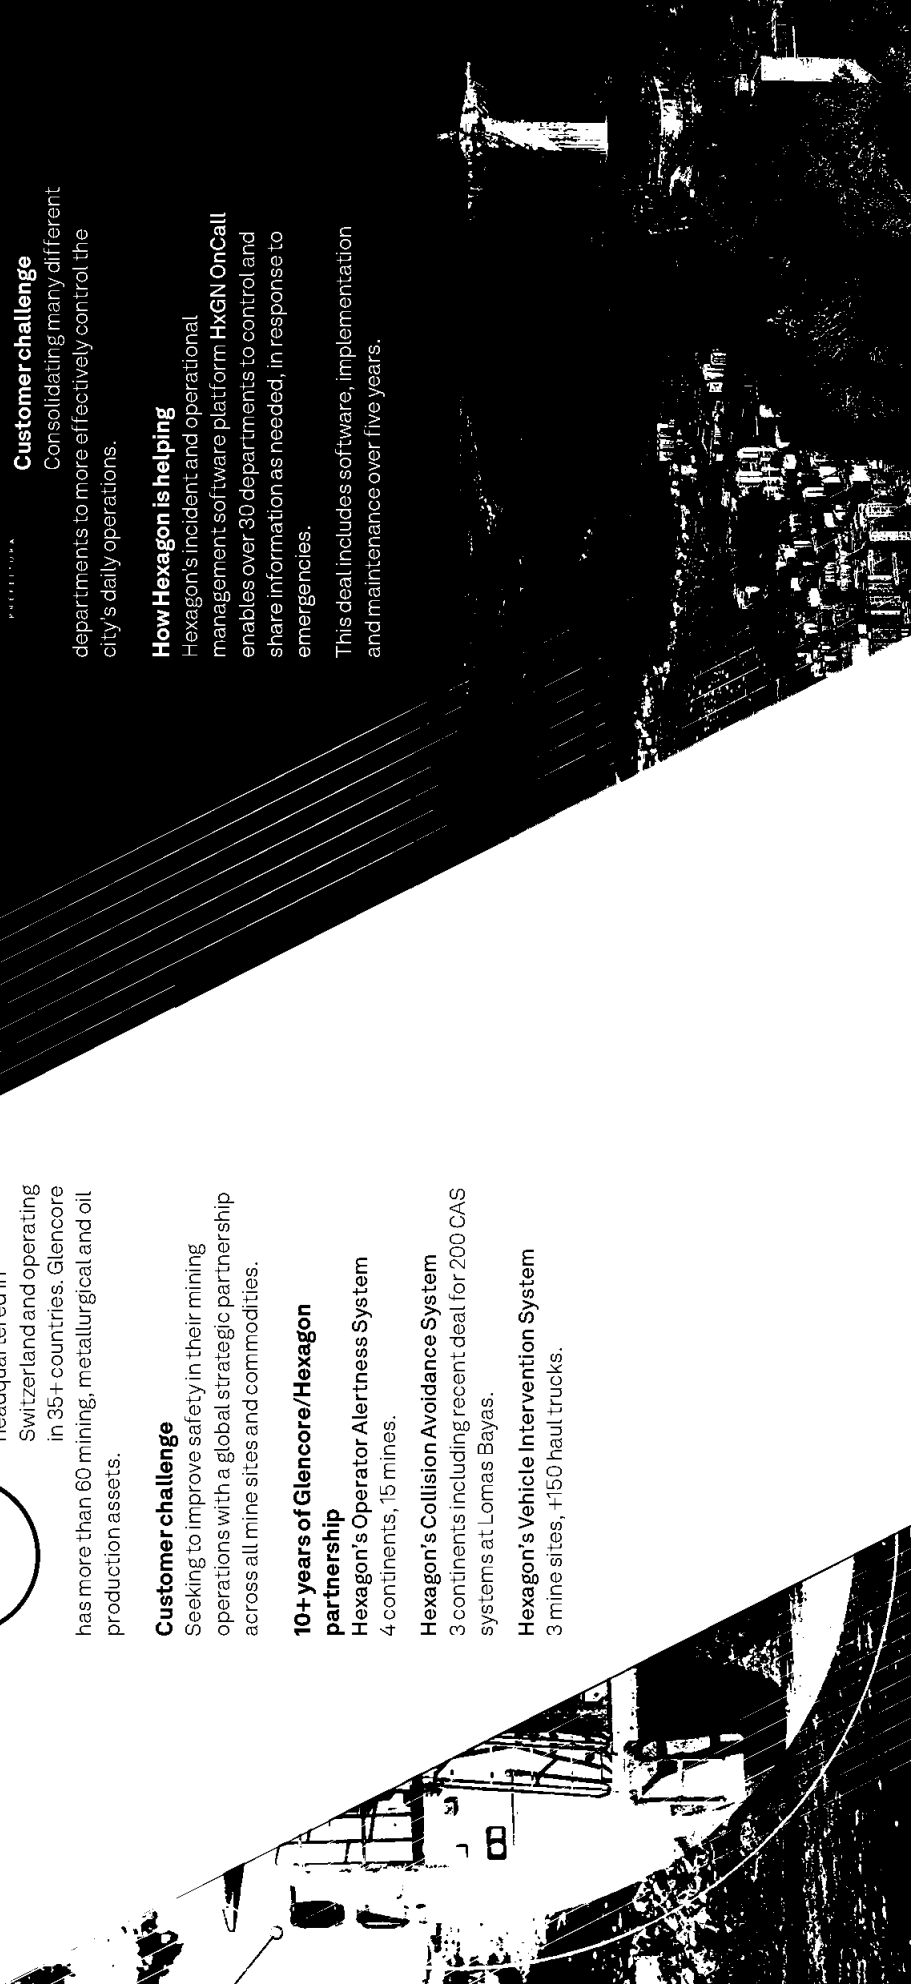 Switzerland and operating
in 35+ countries. Glencore
has more than 60 mining, metallurgical and oil
production assets.
Customer challenge
Seeking to improve safety in their mining
operations with a global strategic partnership
across all mine sites and commodities.
10+ years of Glencore/Hexagon
partnership
Hexagon's Operator Alertness System
4 continents, 15 mines.
Hexagon's Collision Avoidance System
3 continents including recent deal for 200 CAS
systems at Lomas Bayas.
Hexagon's Vehicle Intervention System
3 mine sites, +150 haul trucks.
Customer challenge
Consolidating many different
departments to more effectively control the
city's daily operations.
How Hexagon is helping
Hexagon's incident and operational
management software platform HxGN OnCall
enables over 30 departments to control and
share information as needed, in response to
emergencies.
This deal includes software, implementation
and maintenance over five years.